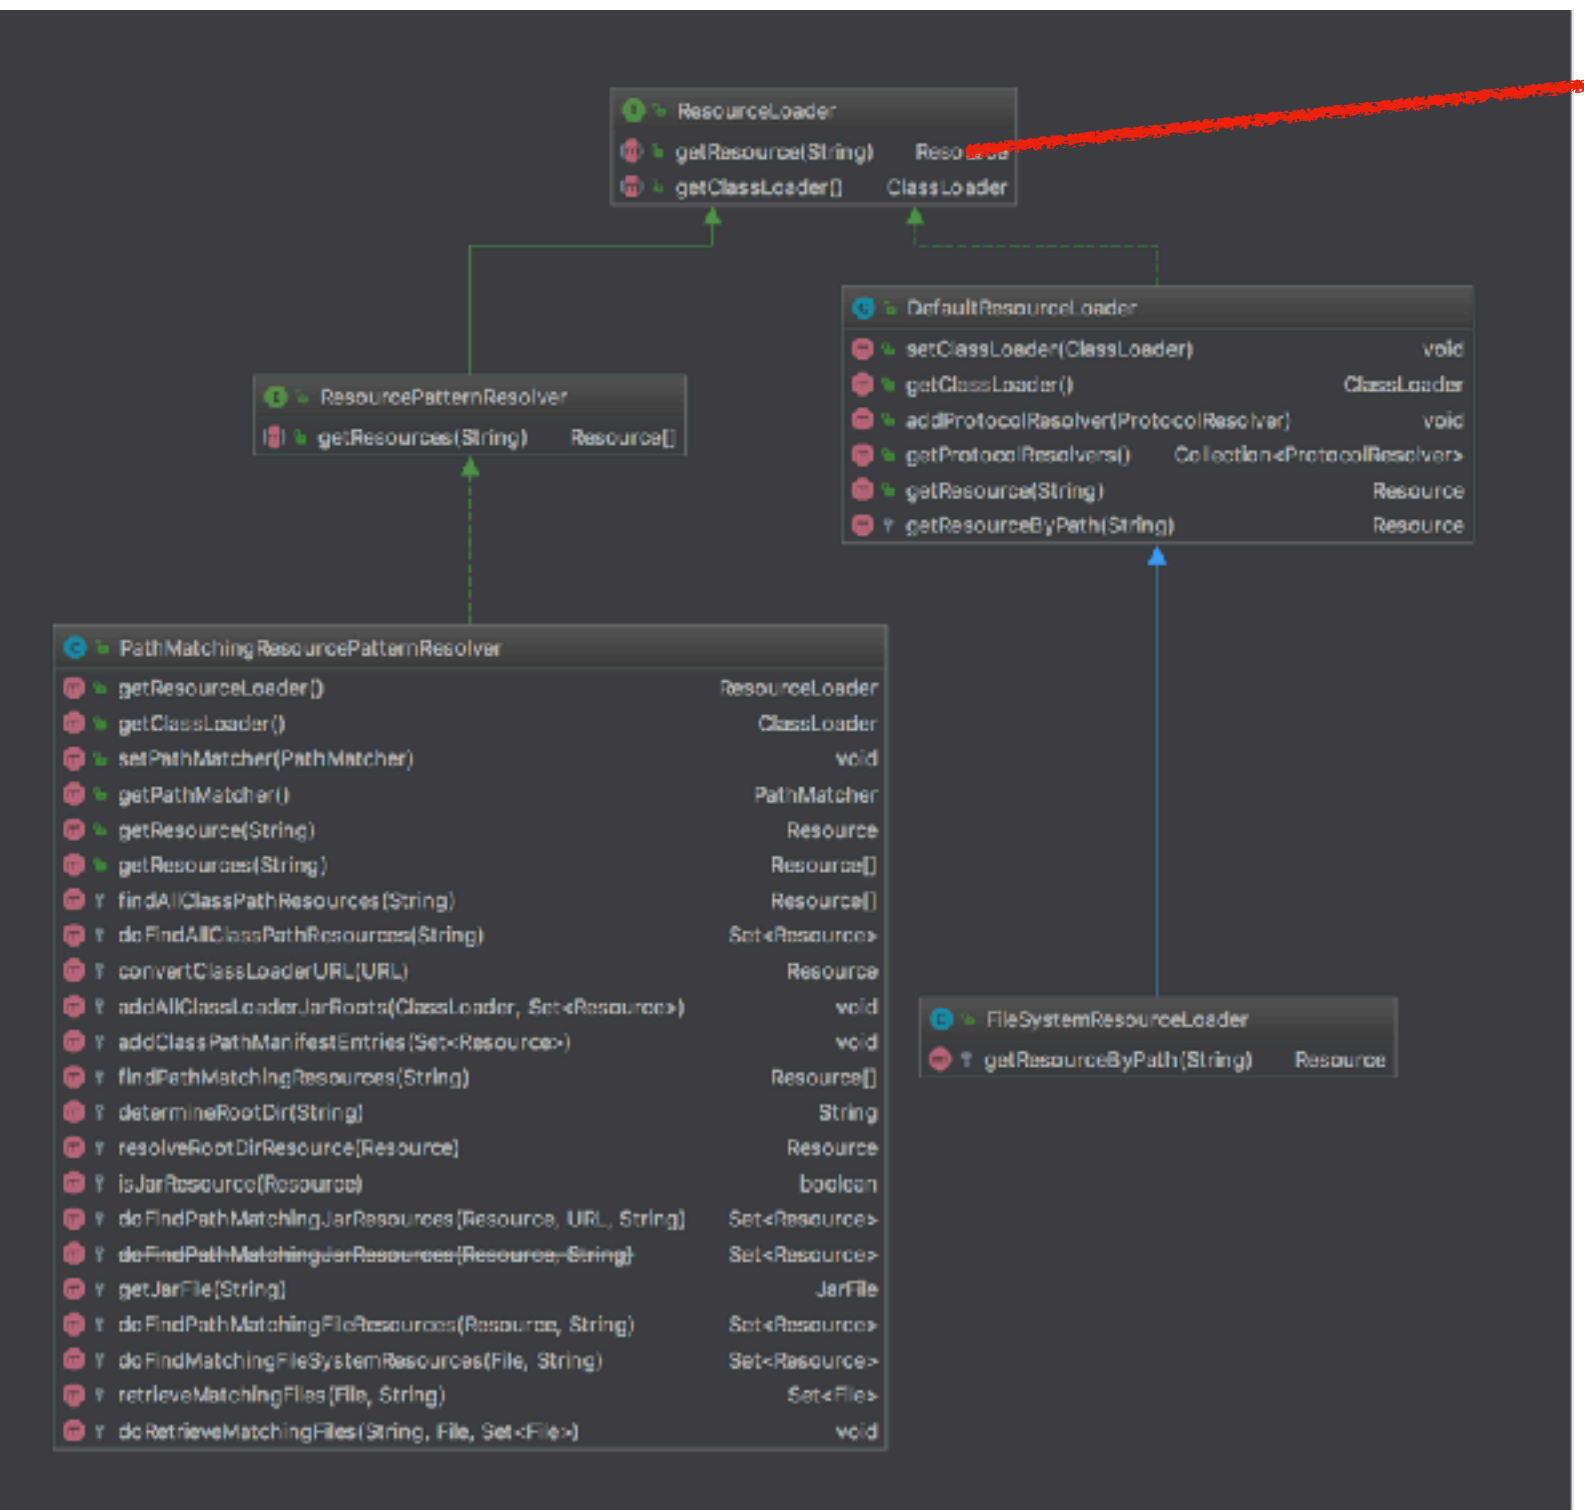 ResourceLoader
getResource(String) Resource
getClassLoader() ClassLoader
DefaultResourceLoader
setClassLoader(ClassLoader) void
getClassLoader() ClassLoader
addProtocolResolver(ProtocolResolver) void
getProtocolResolvers() Collection<ProtocolResolver>
getResource(String) Resource
getResourceByPath(String) Resource
ResourcePatternResolver
getResources(String) Resource[]
PathMatchingResourcePatternResolver
getResourceLoader() ResourceLoader
getClassLoader() ClassLoader
setPathMatcher(PathMatcher) void
getPathMatcher() PathMatcher
getResource(String) Resource
getResources(String) Resource[]
findAllClassPathResources(String) Resource[]
doFindAllClassPathResources(String) Set<Resource>
convertClassLoaderURL(URL) Resource
addAllClassLoaderJarRoots(ClassLoader, Set<Resource>) void
addClassPathManifestEntries(Set<Resource>) void
findPathMatchingResources(String) Resource[]
determineRootDir(String) String
resolveRootDirResource(Resource) Resource
isJarResource(Resource) boolean
doFindPathMatchingJarResources(Resource, URL, String) Set<Resource>
doFindPathMatchingJarResources(Resource, String) Set<Resource>
getJarFile(String) JarFile
doFindPathMatchingFileResources(Resource, String) Set<Resource>
doFindMatchingFileSystemResources(File, String) Set<Resource>
retrieveMatchingFiles(File, String) Set<File>
doRetrieveMatchingFiles(String, File, Set<File>) void
FileSystemResourceLoader
getResourceByPath(String) Resource